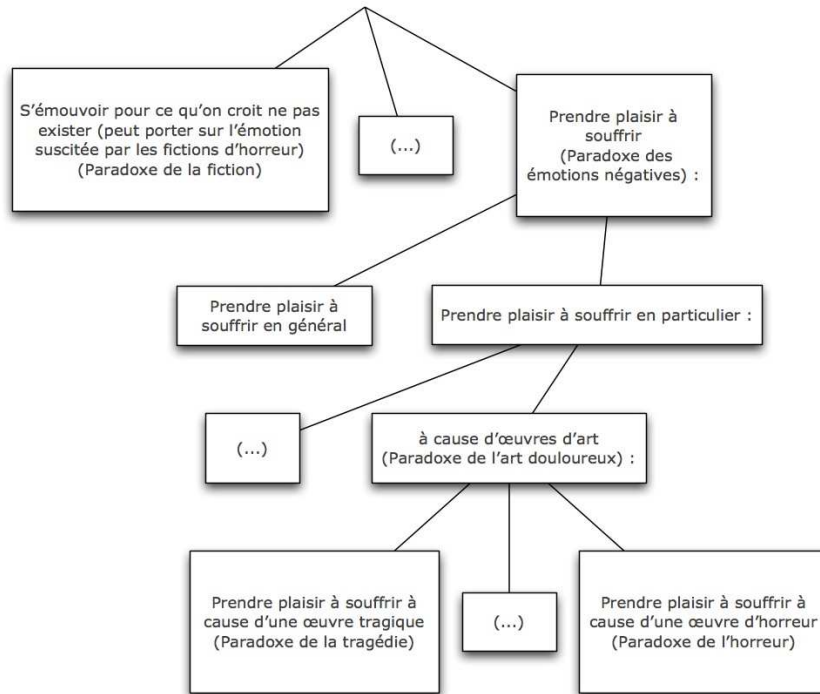 S'émouvoir pour ce qu'on croit ne pas
exister (peut porter sur l'émotion
suscitée par les fictions d'horreur)
(Paradoxe de la fiction)
(...)
Prendre plaisir à
souffrir
(Paradoxe des
émotions négatives) :
Prendre plaisir à
souffrir en général
Prendre plaisir à souffrir en particulier :
(...)
à cause d'œuvres d'art
(Paradoxe de l'art douloureux) :
Prendre plaisir à souffrir à
cause d'une œuvre tragique
(Paradoxe de la tragédie)
(...)
Prendre plaisir à souffrir à
cause d'une œuvre d'horreur
(Paradoxe de l'horreur)